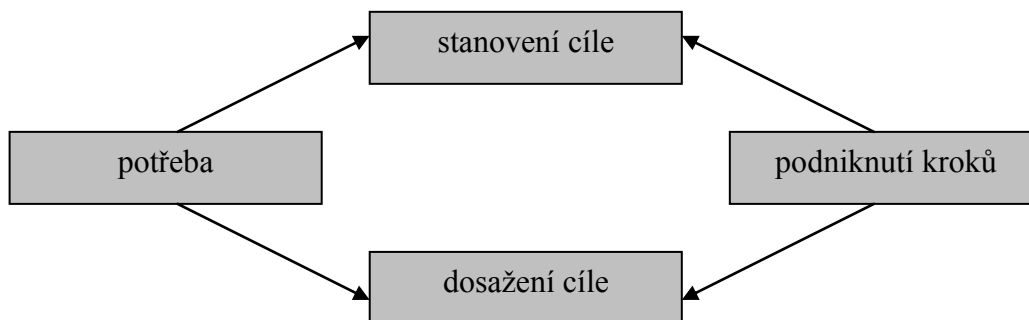 stanovení cíle
potřeba
podniknutí kroků
dosažení cíle